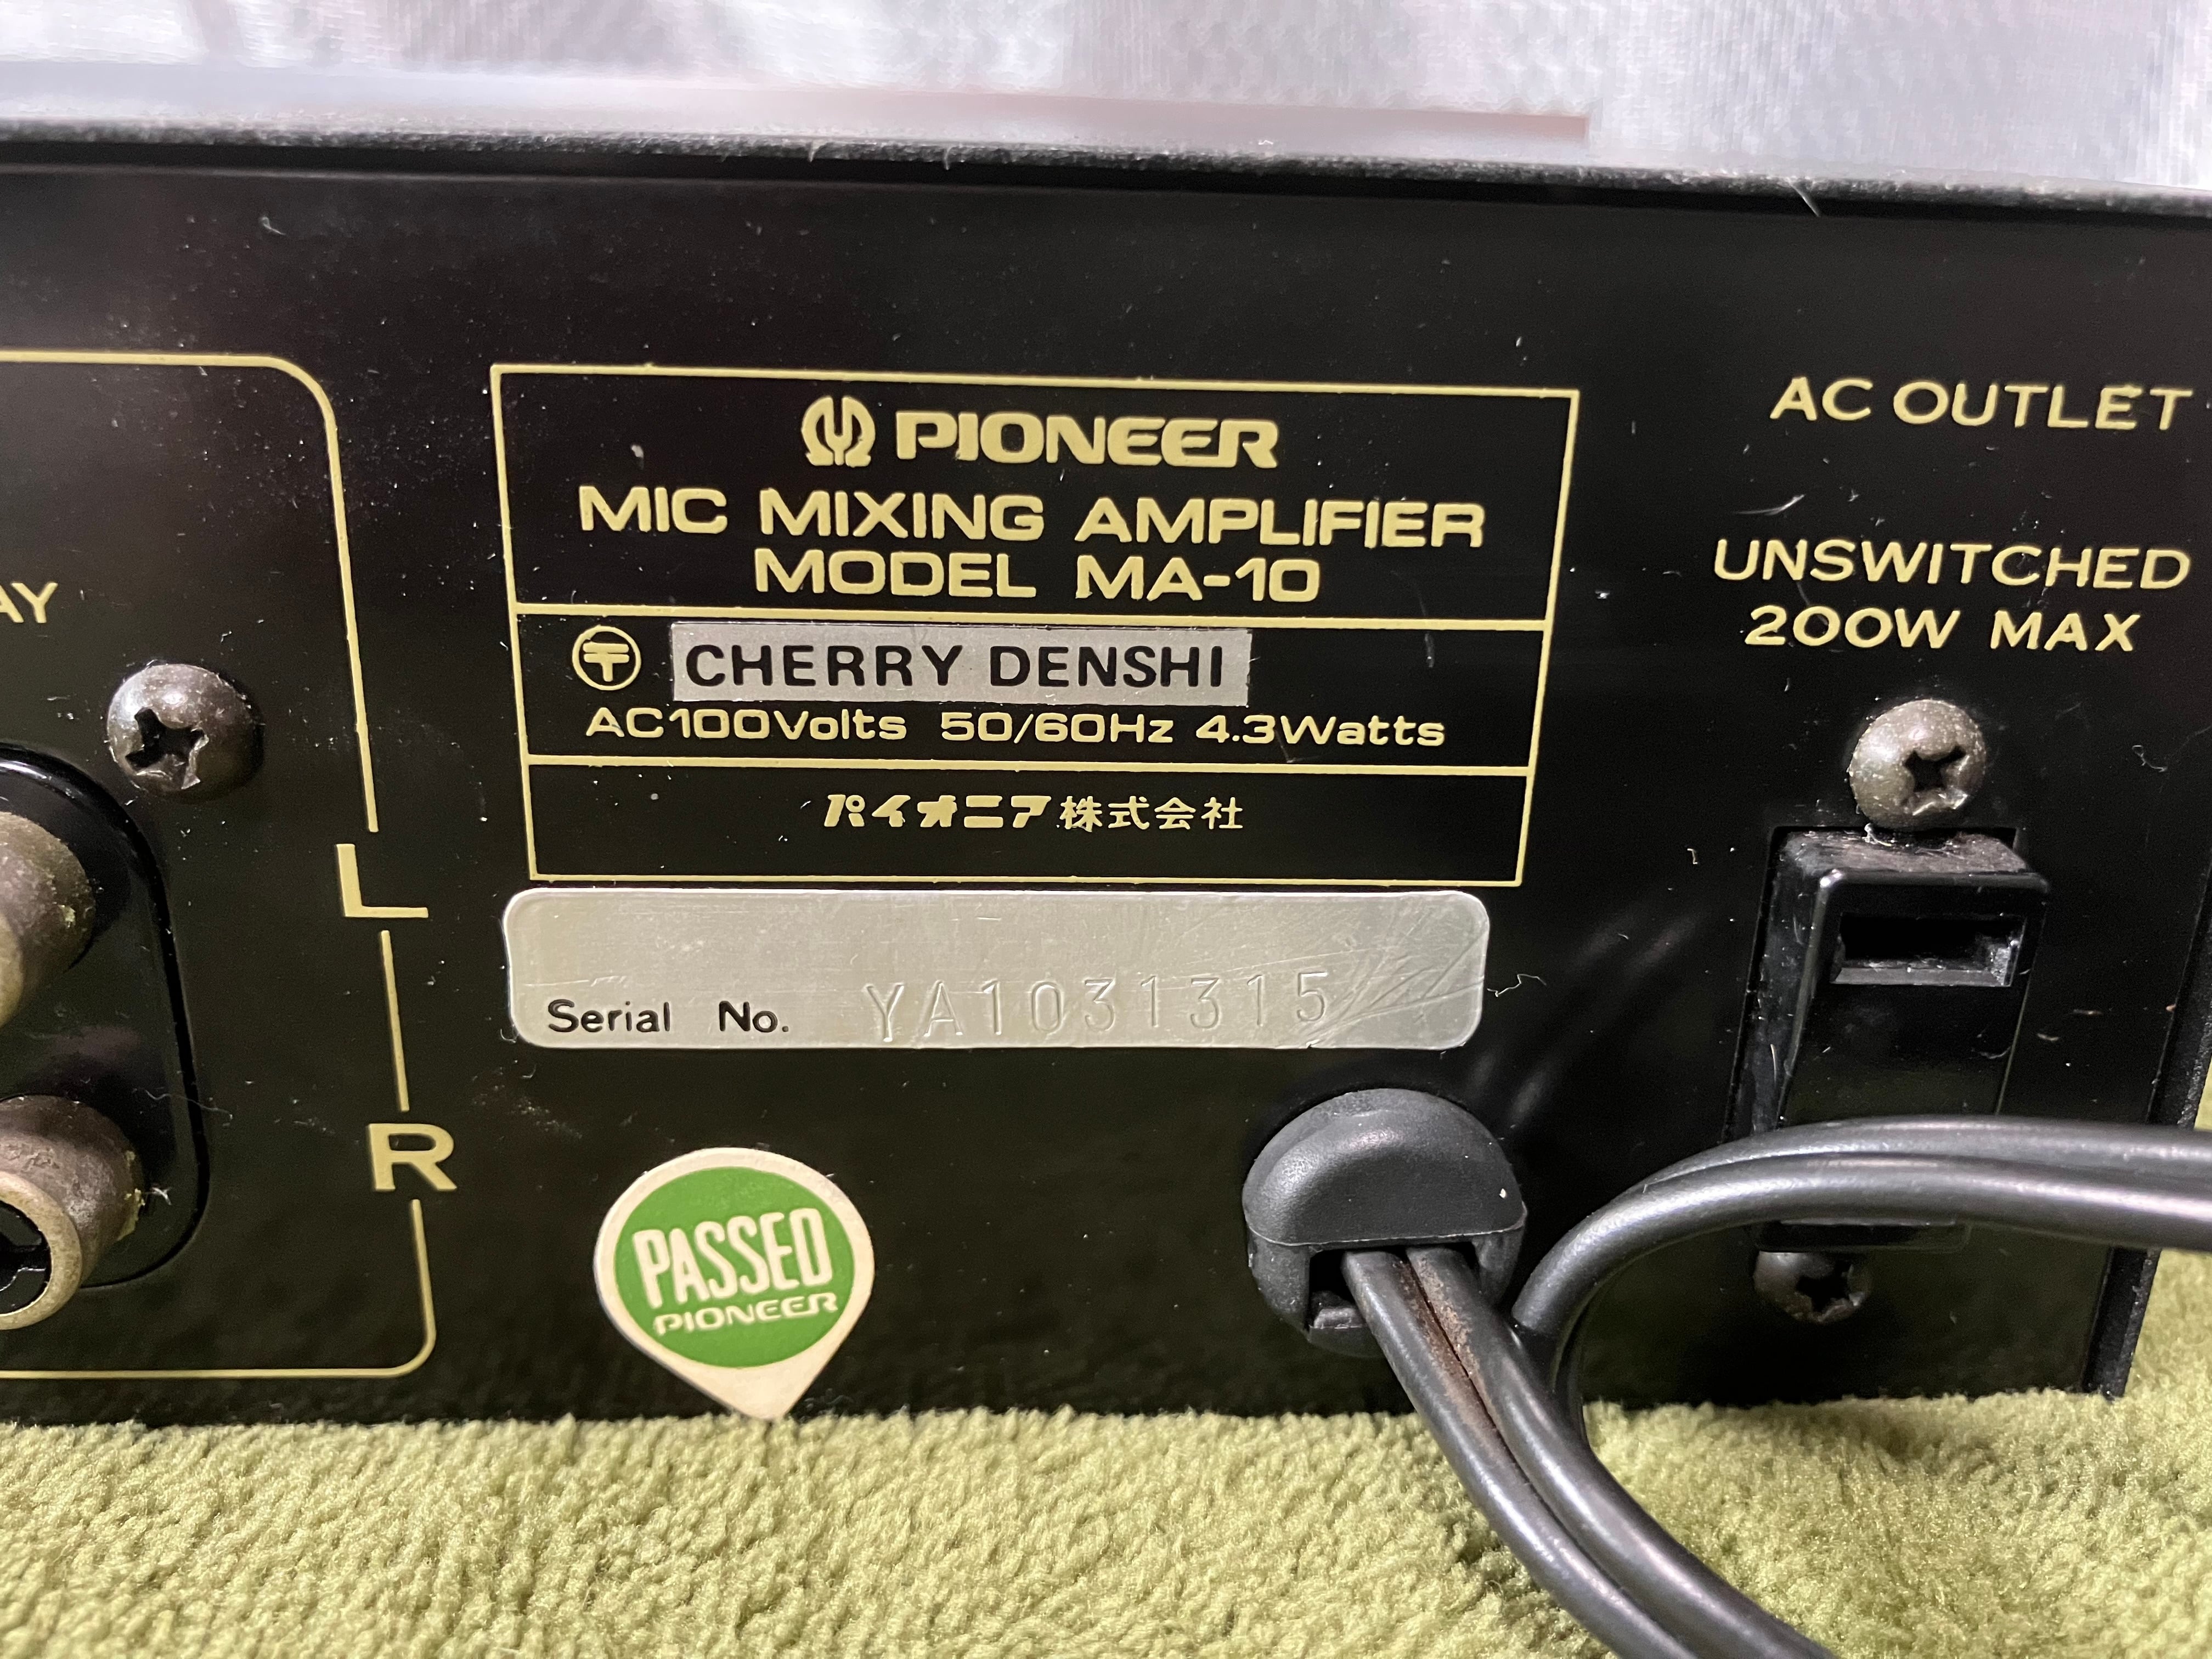 PIONEER
MIC MIXING AMPLIFIER
MODEL MA-10
〒 CHERRY DENSHI
AC100Volts 50/60Hz 4.3Watts
パイオニア株式会社
Serial No. YA1031315
AC OUTLET
UNSWITCHED
200W MAX
L
R
PASSED
PIONEER